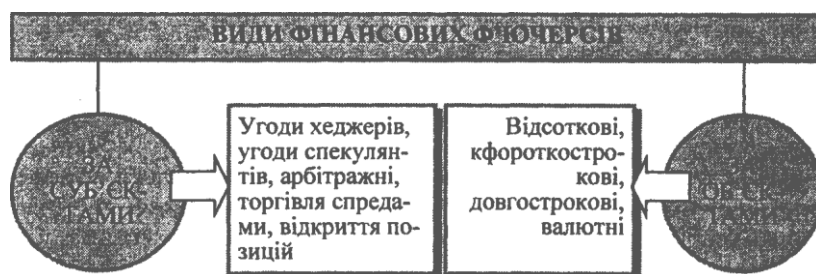 ВИДИ ФІНАНСОВИХ Ф'ЮЧЕРСІВ
ЗА
СУБ'ЄК-
ТАМИ
Угоди хеджерів,
угоди спекулян-
тів, арбітражні,
торгівля спреда-
ми, відкриття по-
зицій
Відсоткові,
кфороткостро-
кові,
довгострокові,
валютні